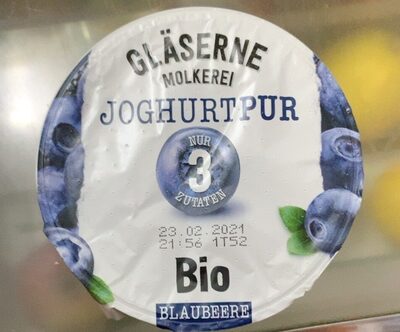 GLÄSERNE
MOLKEREI
JOGHURTPUR
NUR
3
ZUTATEN
23.02.2021
21:56 1T52
Bio
BLAUBEERE